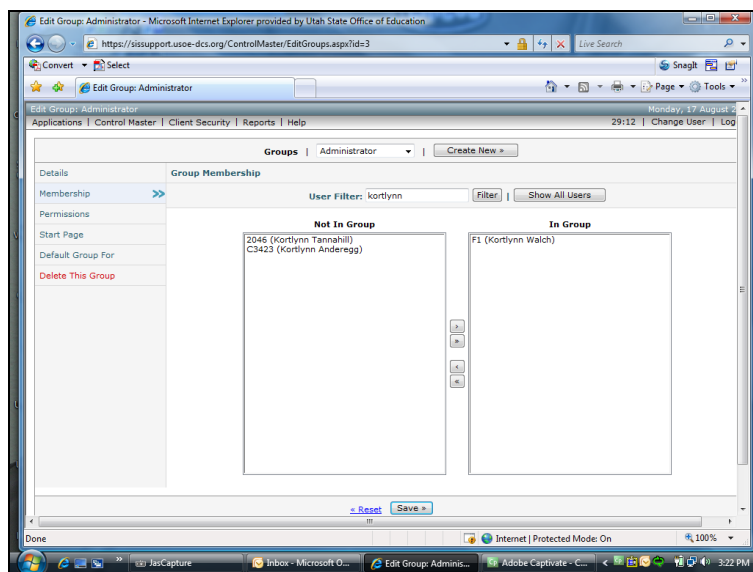 Edit Group: Administrator - Microsoft Internet Explorer provided by Utah State Office of Education
https://sissupport.usoe-dcs.org/ControlMaster/EditGroups.aspx?id=3
Live Search
Convert Select
SnagIt
Edit Group: Administrator
Page Tools
Edit Group: Administrator Monday, 17 August 2
Applications | Control Master | Client Security | Reports | Help 29:12 | Change User | Log
Groups | Administrator | Create New »
Details
Group Membership
Membership »
User Filter: kortlynn Filter | Show All Users
Permissions
Start Page
Default Group For
Delete This Group
Not In Group
2046 (Kortlynn Tannahill)
C3423 (Kortlynn Anderegg)
In Group
F1 (Kortlynn Walch)
›
»
‹
«
« Reset Save »
Done Internet | Protected Mode: On 100%
» JasCapture Inbox - Microsoft O... Edit Group: Adminis... Adobe Captivate - C... 3:22 PM